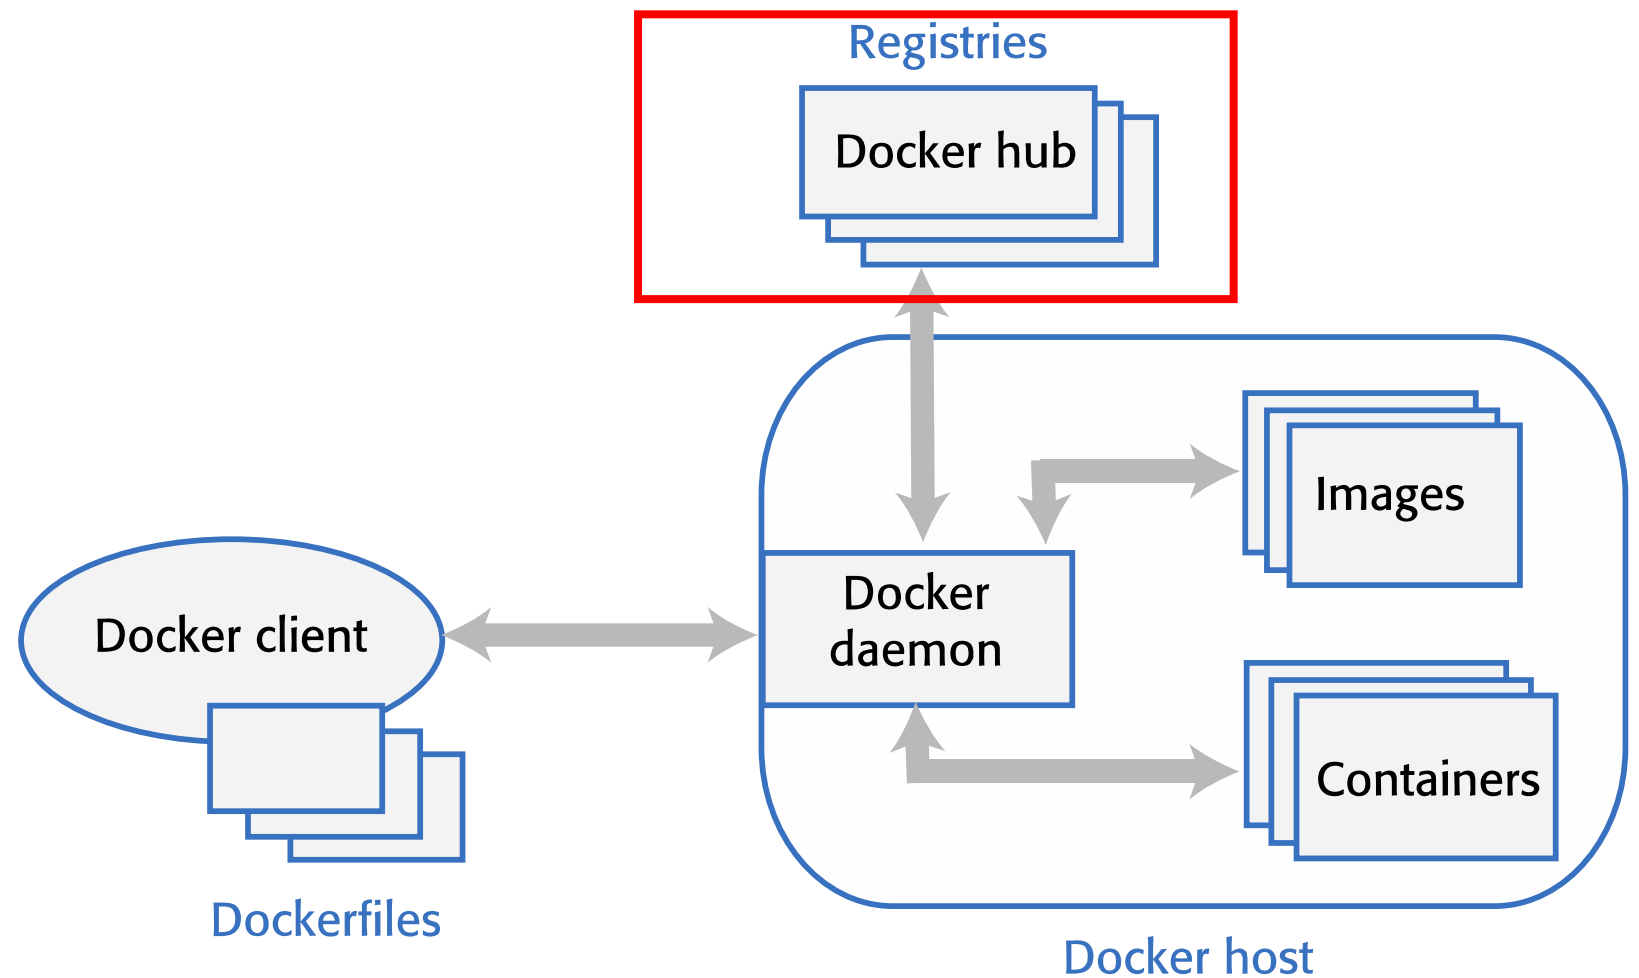 Registries
Docker hub
Images
Docker
daemon
Docker client
Containers
Dockerfiles
Docker host